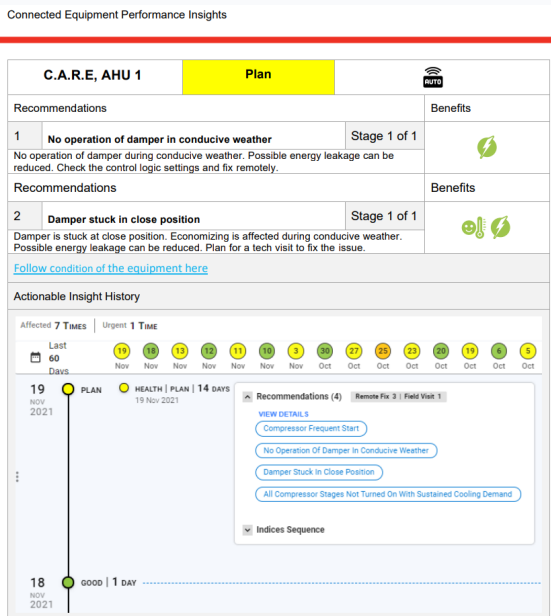 Connected Equipment Performance Insights
C.A.R.E, AHU 1
Plan
AUTO
Recommendations
Benefits
1
No operation of damper in conducive weather
Stage 1 of 1
No operation of damper during conducive weather. Possible energy leakage can be
reduced. Check the control logic settings and fix remotely.
Recommendations
Benefits
2
Damper stuck in close position
Stage 1 of 1
Damper is stuck at close position. Economizing is affected during conducive weather.
Possible energy leakage can be reduced. Plan for a tech visit to fix the issue.
Follow condition of the equipment here
Actionable Insight History
Affected 7 TIMES
Urgent 1 TIME
Last
60
Days
19 18 13 12 11 10 3 30 27 25 23 20 19 6 5
Nov Nov Nov Nov Nov Nov Nov Oct Oct Oct Oct Oct Oct Oct Oct
19
NOV
2021
PLAN
HEALTH | PLAN | 14 DAYS
19 Nov 2021
Recommendations (4)
Remote Fix 3 | Field Visit 1
VIEW DETAILS
Compressor Frequent Start
No Operation Of Damper In Conducive Weather
Damper Stuck In Close Position
All Compressor Stages Not Turned On With Sustained Cooling Demand
Indices Sequence
18
NOV
2021
GOOD | 1 DAY